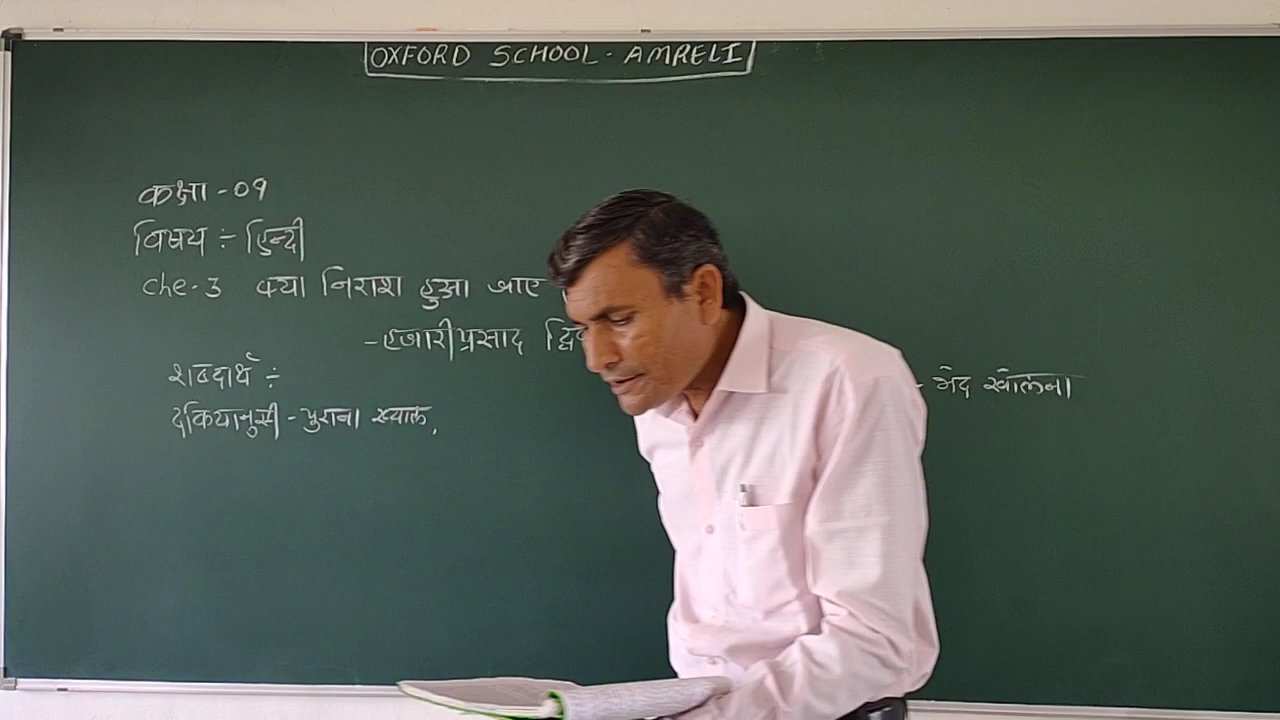 OXFORD SCHOOL - AMRELI
कक्षा - 09
विषय ÷ हिन्दी
che - 3 क्या निराश हुआ जाए
- हजारीप्रसाद
शब्दार्थ ÷
- भेद खोलना
दकियानुसी - पुराना ख्याल,